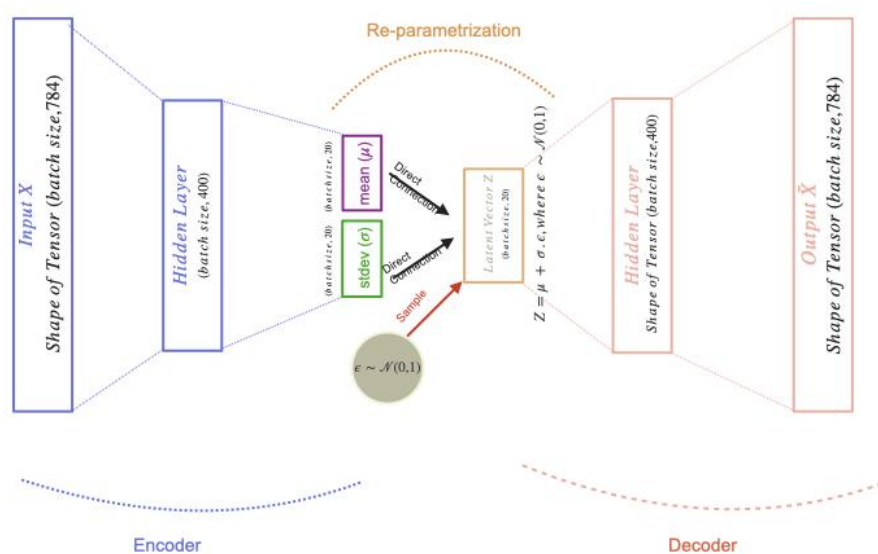 Re-parametrization
Input X
Shape of Tensor (batch size,784)
Hidden Layer
(batch size, 400)
(batchsize, 20)
mean (μ)
(batchsize, 20)
stdev (σ)
Direct
Connection
Direct
Connection
Sample
ϵ ∼ 𝒩(0,1)
Latent Vector Z
(batchsize, 20)
Z = μ + σ . ϵ, where ϵ ∼ 𝒩(0,1)
Hidden Layer
Shape of Tensor (batch size,400)
Output X̄
Shape of Tensor (batch size,784)
Encoder
Decoder